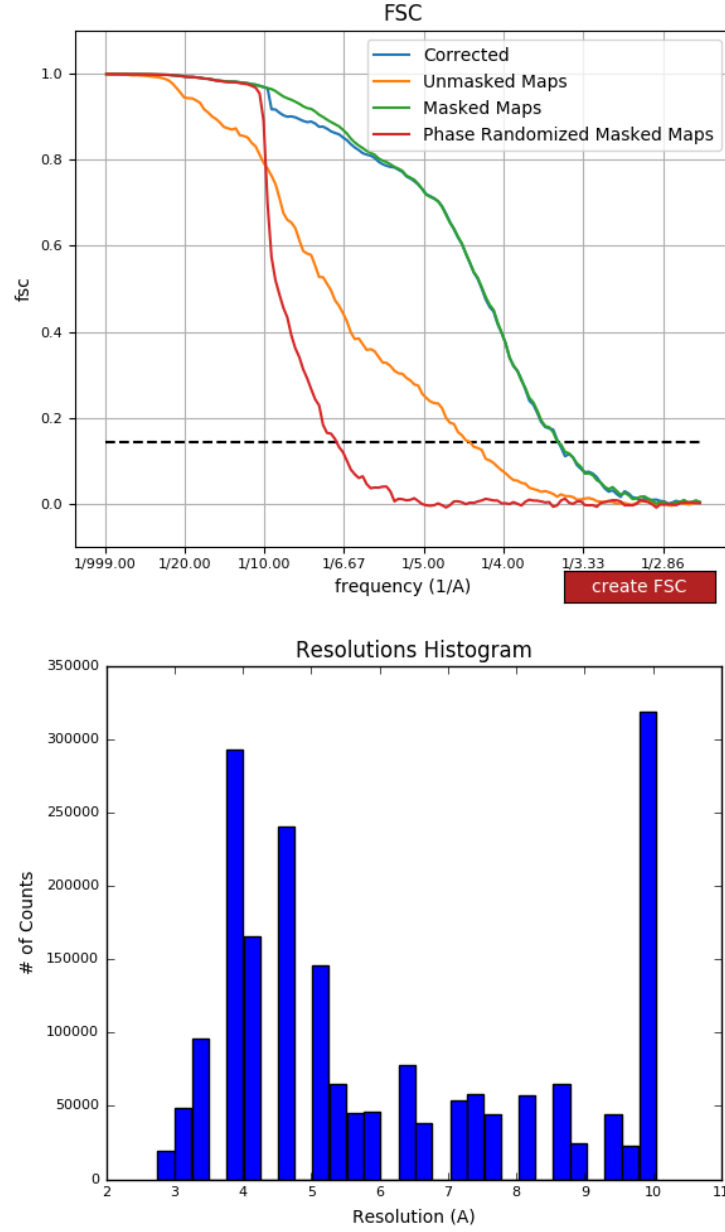 FSC
Corrected
Unmasked Maps
Masked Maps
Phase Randomized Masked Maps
1.0
0.8
0.6
0.4
0.2
0.0
fsc
1/999.00 1/20.00 1/10.00 1/6.67 1/5.00 1/4.00 1/3.33 1/2.86
frequency (1/A)
create FSC
Resolutions Histogram
350000
300000
250000
200000
150000
100000
50000
0
# of Counts
2 3 4 5 6 7 8 9 10 11
Resolution (A)